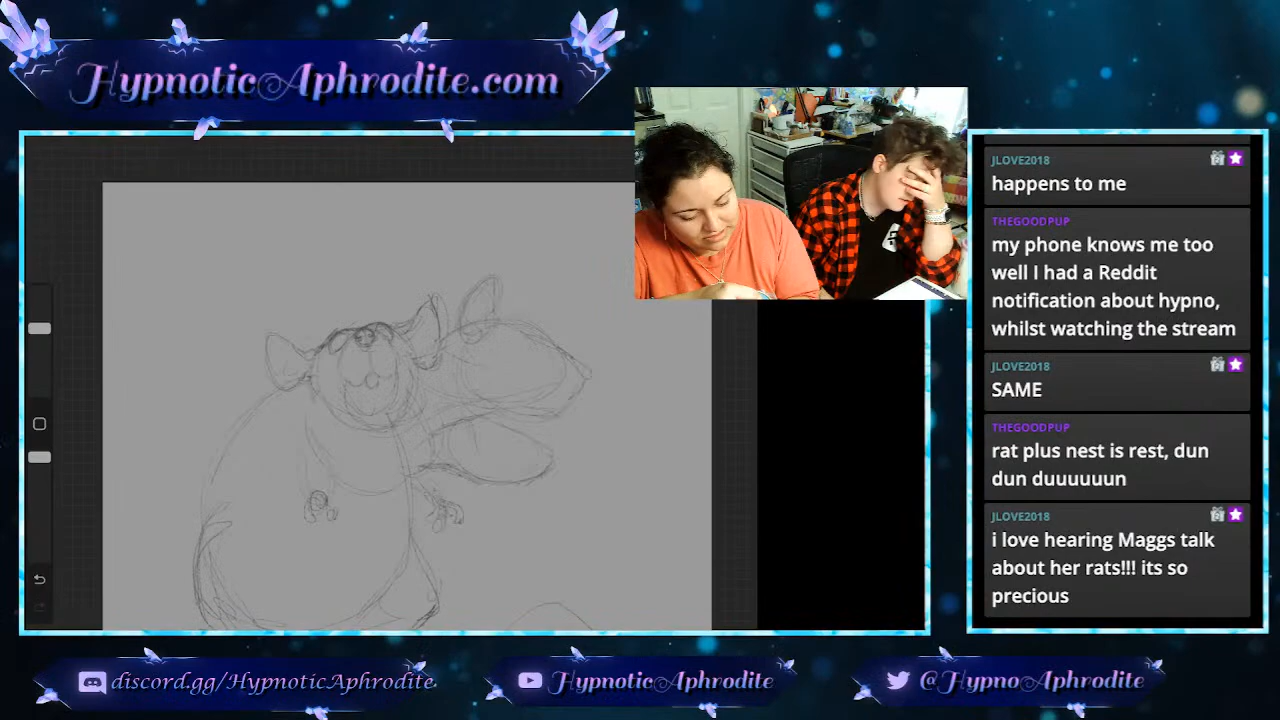 HypnoticAphrodite.com
JLOVE2018
happens to me
THEGOODPUP
my phone knows me too
well I had a Reddit
notification about hypno,
whilst watching the stream
JLOVE2018
SAME
THEGOODPUP
rat plus nest is rest, dun
dun duuuuuun
JLOVE2018
i love hearing Maggs talk
about her rats!!! its so
precious
discord.gg/HypnoticAphrodite
HypnoticAphrodite
@HypnoAphrodite